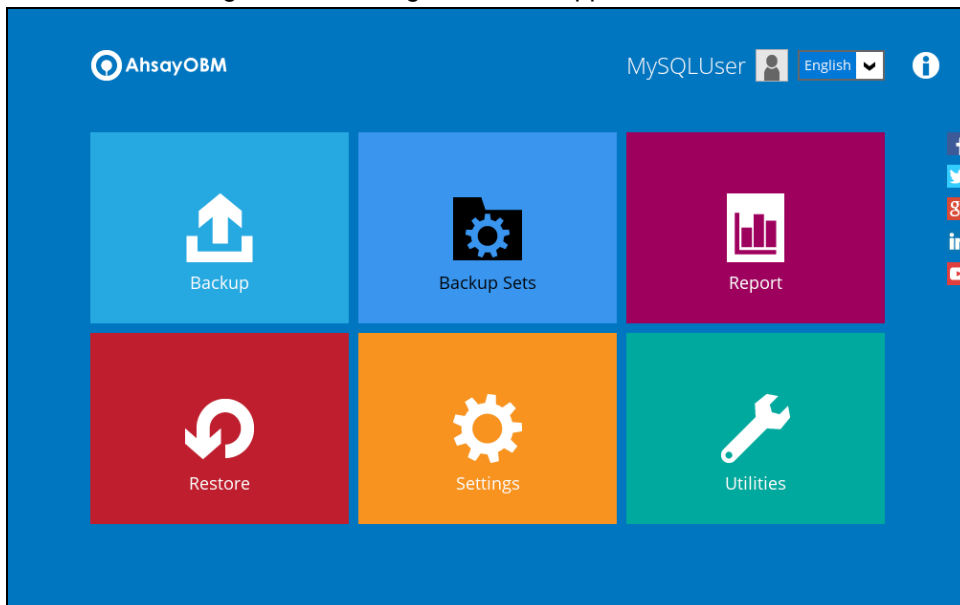 AhsayOBM
MySQLUser English
Backup
Backup Sets
Report
Restore
Settings
Utilities